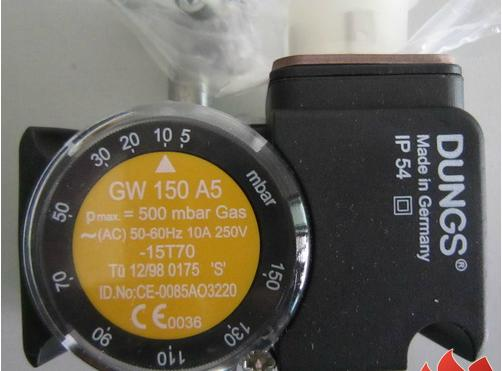 5
10
20
30
50
70
90
110
130
150
mbar
GW 150 A5
pmax. = 500 mbar Gas
~(AC) 50-60Hz 10A 250V
-15T70
Tü 12/98 0175 'S'
ID.No:CE-0085AO3220
CE0036
DUNGS®
Made in Germany
IP 54